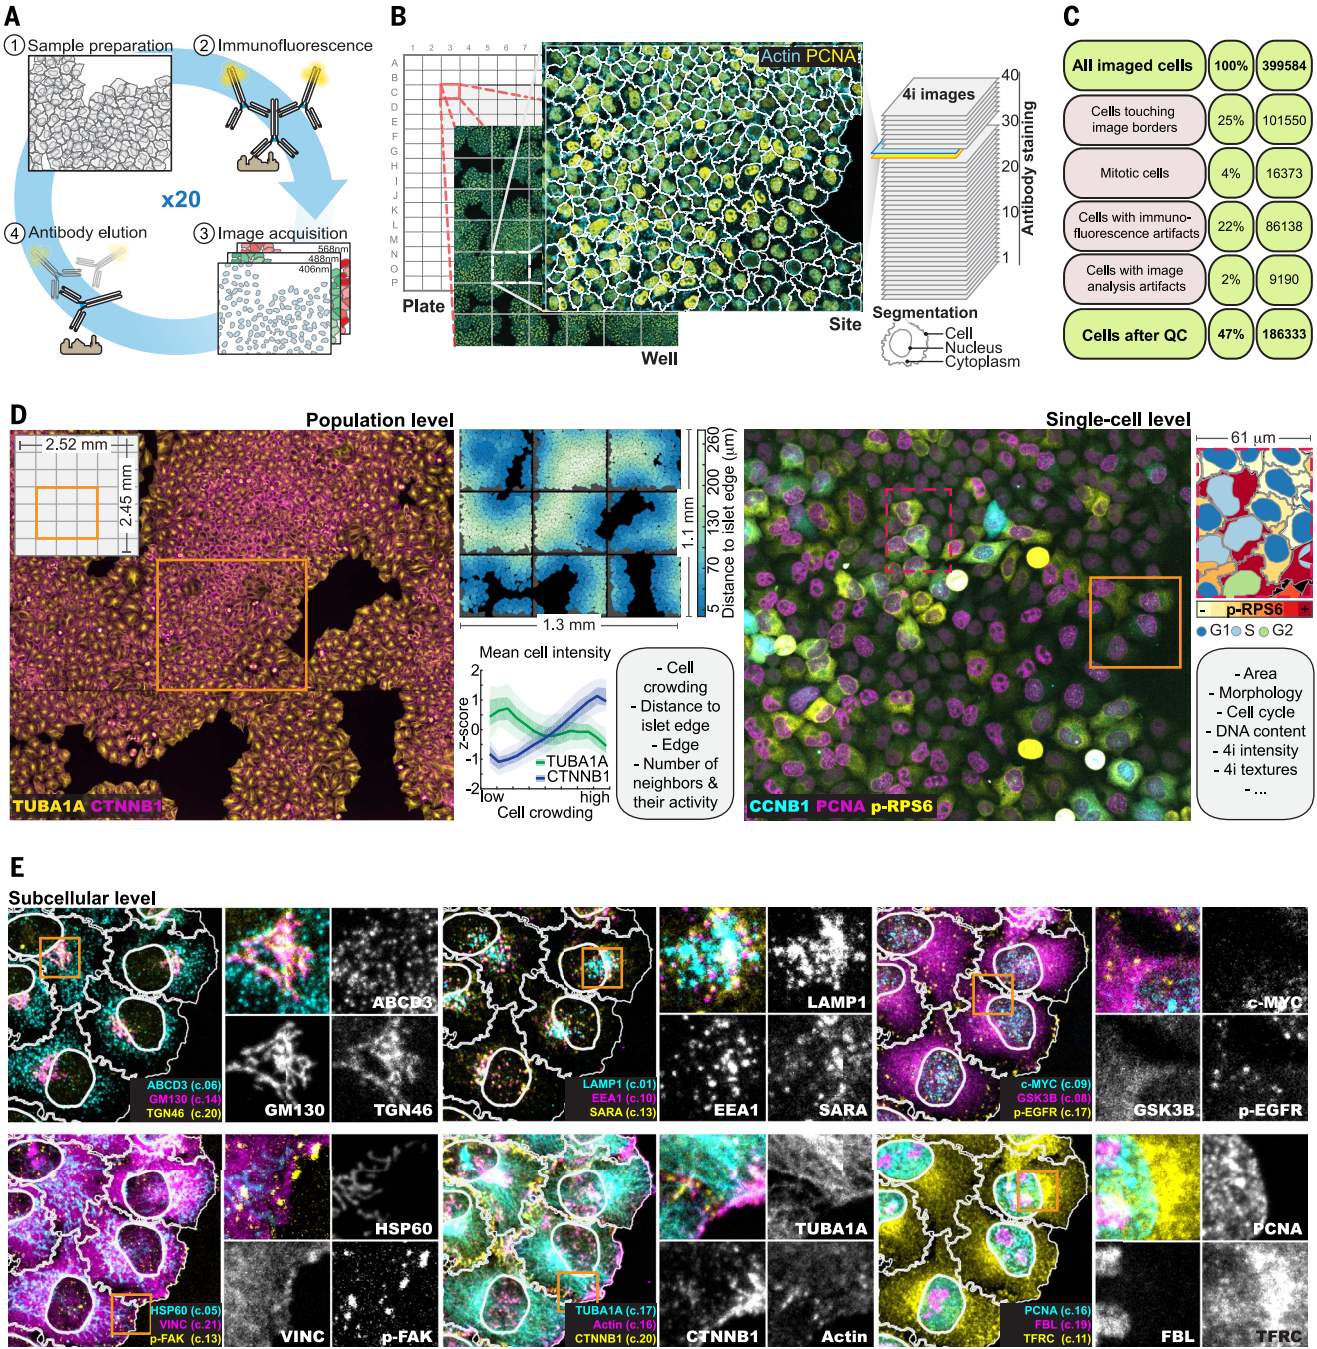 A
1 Sample preparation
2 Immunofluorescence
x20
4 Antibody elution
3 Image acquisition
568nm
488nm
406nm
B
1 2 3 4 5 6 7
A
B
C
D
E
F
G
H
I
J
K
L
M
N
O
P
Plate
Well
Actin PCNA
Site
4i images
40
30
20
10
1
Antibody staining
Segmentation
Cell
Nucleus
Cytoplasm
C
All imaged cells 100% 399584
Cells touching
image borders
25% 101550
Mitotic cells 4% 16373
Cells with immuno-
fluorescence artifacts
22% 86138
Cells with image
analysis artifacts
2% 9190
Cells after QC 47% 186333
D
Population level
2.52 mm
2.45 mm
TUBA1A CTNNB1
1.1 mm
1.3 mm
260
200
130
70
5
Distance to islet edge (μm)
Mean cell intensity
2
1
0
-1
-2
z-score
TUBA1A
CTNNB1
low high
Cell crowding
- Cell
crowding
- Distance to
islet edge
- Edge
- Number of
neighbors &
their activity
Single-cell level
CCNB1 PCNA p-RPS6
61 μm
- p-RPS6 +
G1 S G2
- Area
- Morphology
- Cell cycle
- DNA content
- 4i intensity
- 4i textures
- ...
E
Subcellular level
ABCD3 (c.06)
GM130 (c.14)
TGN46 (c.20)
ABCD3
GM130
TGN46
LAMP1 (c.01)
EEA1 (c.10)
SARA (c.13)
LAMP1
EEA1
SARA
c-MYC (c.09)
GSK3B (c.08)
p-EGFR (c.17)
c-MYC
GSK3B
p-EGFR
HSP60 (c.05)
VINC (c.21)
p-FAK (c.13)
HSP60
VINC
p-FAK
TUBA1A (c.17)
Actin (c.16)
CTNNB1 (c.20)
TUBA1A
CTNNB1
Actin
PCNA (c.16)
FBL (c.19)
TFRC (c.11)
PCNA
FBL
TFRC